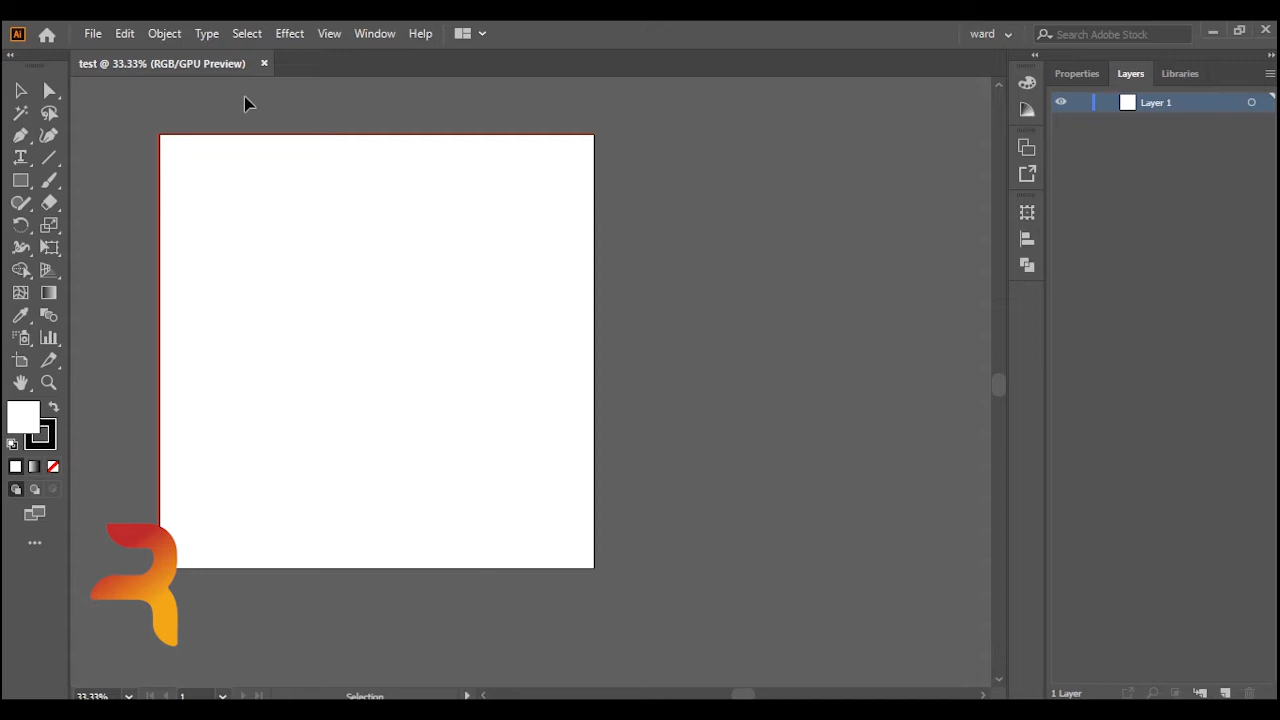 Ai File Edit Object Type Select Effect View Window Help ward Search Adobe Stock
test @ 33.33% (RGB/GPU Preview)
Properties Layers Libraries
Layer 1
33.33% 1 Selection 1 Layer